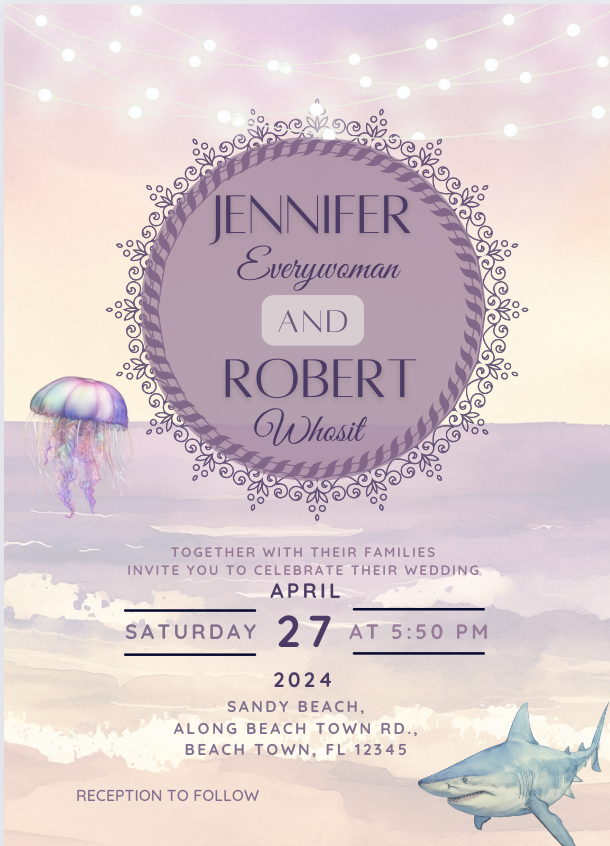 JENNIFER
Everywoman
AND
ROBERT
Whosit
TOGETHER WITH THEIR FAMILIES
INVITE YOU TO CELEBRATE THEIR WEDDING
APRIL
SATURDAY 27 AT 5:50 PM
2024
SANDY BEACH,
ALONG BEACH TOWN RD.,
BEACH TOWN, FL 12345
RECEPTION TO FOLLOW